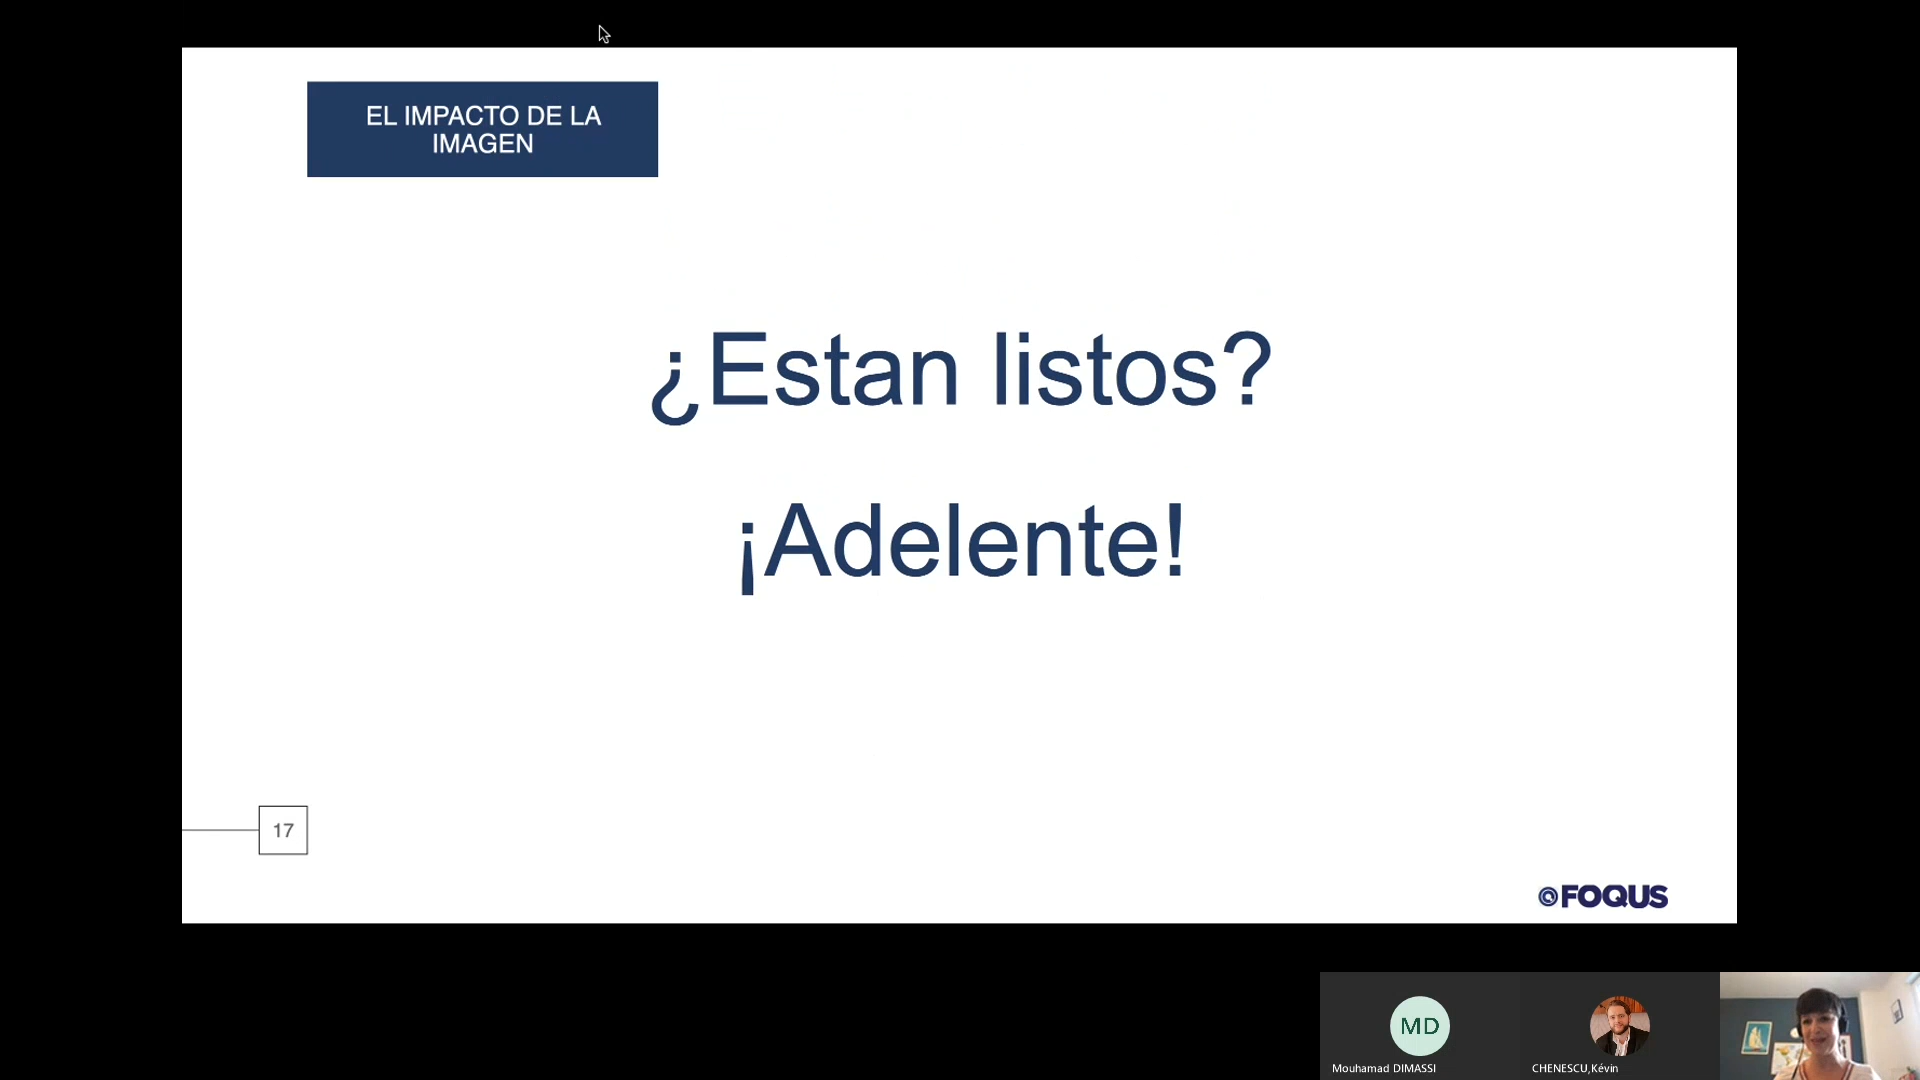 EL IMPACTO DE LA
IMAGEN
¿Estan listos?
¡Adelente!
17
FOQUS
MD
Mouhamad DIMASSI
CHENESCU,Kévin